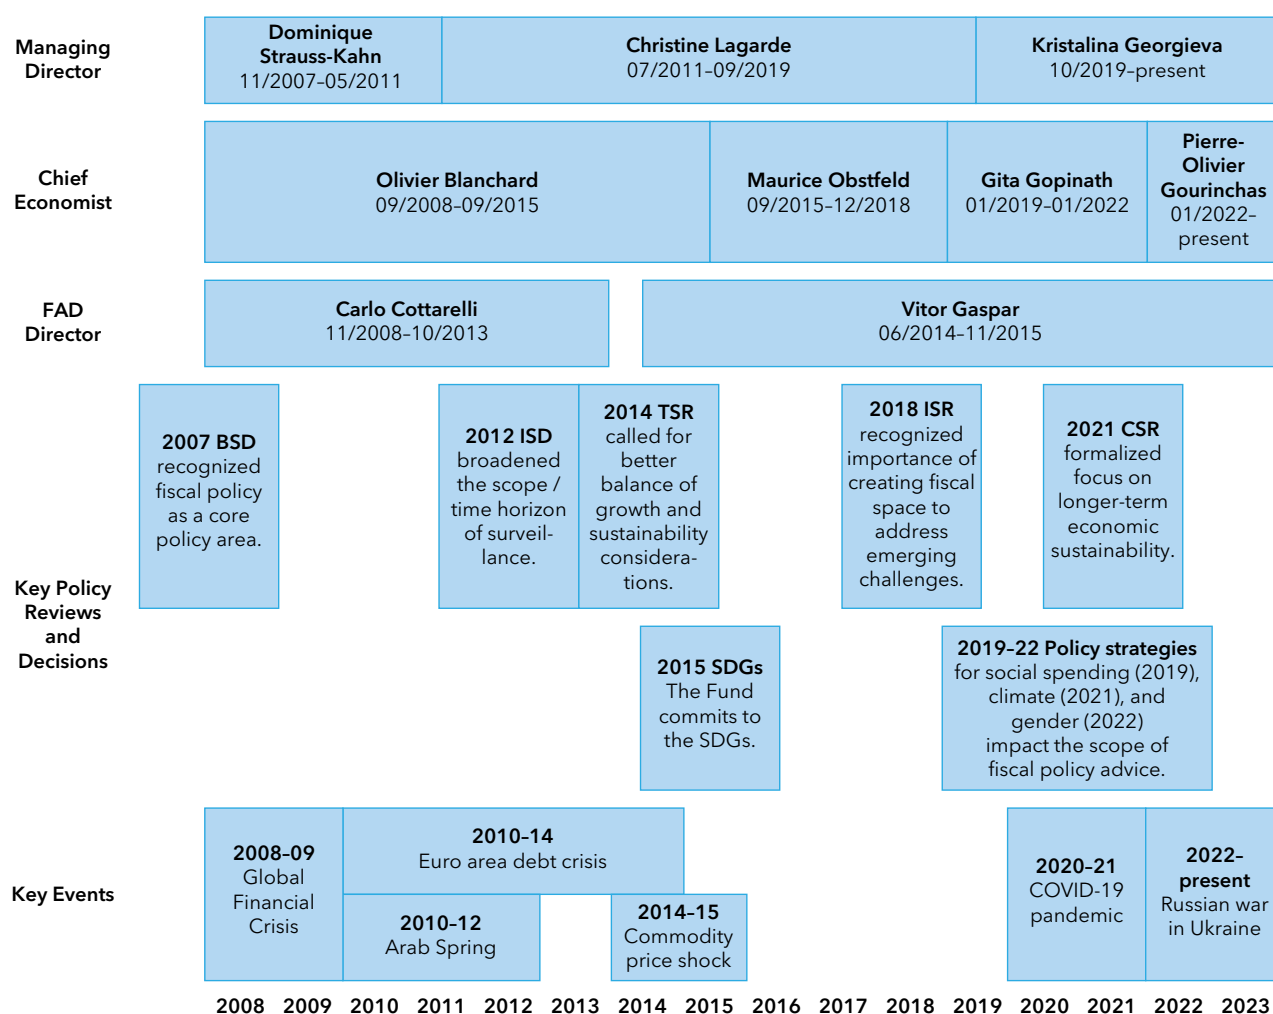 Managing
Director
Dominique
Strauss-Kahn
11/2007–05/2011
Christine Lagarde
07/2011–09/2019
Kristalina Georgieva
10/2019–present
Chief
Economist
Olivier Blanchard
09/2008–09/2015
Maurice Obstfeld
09/2015–12/2018
Gita Gopinath
01/2019–01/2022
Pierre-
Olivier
Gourinchas
01/2022–
present
FAD
Director
Carlo Cottarelli
11/2008–10/2013
Vitor Gaspar
06/2014–11/2015
Key Policy
Reviews
and
Decisions
2007 BSD
recognized
fiscal policy
as a core
policy area.
2012 ISD
broadened
the scope /
time horizon
of surveil-
lance.
2014 TSR
called for
better
balance of
growth and
sustainability
considera-
tions.
2018 ISR
recognized
importance of
creating fiscal
space to
address
emerging
challenges.
2021 CSR
formalized
focus on
longer-term
economic
sustainability.
2015 SDGs
The Fund
commits to
the SDGs.
2019–22 Policy strategies
for social spending (2019),
climate (2021), and
gender (2022)
impact the scope of
fiscal policy advice.
Key Events
2008–09
Global
Financial
Crisis
2010–14
Euro area debt crisis
2010–12
Arab Spring
2014–15
Commodity
price shock
2020–21
COVID-19
pandemic
2022–
present
Russian war
in Ukraine
2008 2009 2010 2011 2012 2013 2014 2015 2016 2017 2018 2019 2020 2021 2022 2023